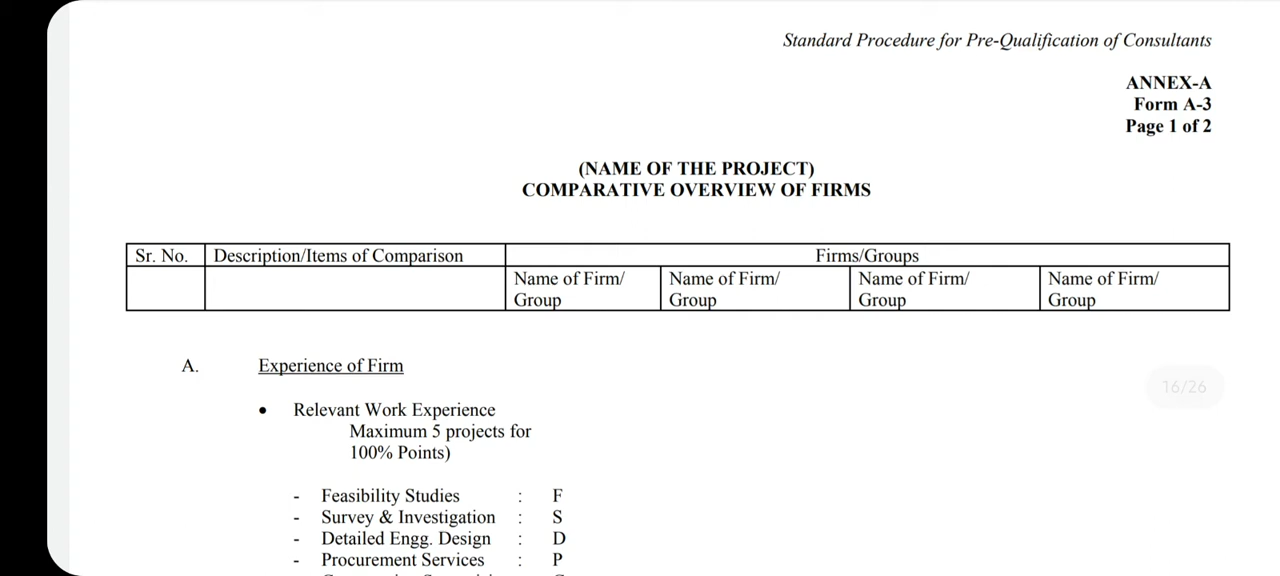 Standard Procedure for Pre-Qualification of Consultants
ANNEX-A
Form A-3
Page 1 of 2
(NAME OF THE PROJECT)
COMPARATIVE OVERVIEW OF FIRMS
Sr. No. Description/Items of Comparison Firms/Groups
Name of Firm/ Name of Firm/ Name of Firm/ Name of Firm/
Group Group Group Group
A. Experience of Firm
16/26
• Relevant Work Experience
Maximum 5 projects for
100% Points)
- Feasibility Studies : F
- Survey & Investigation : S
- Detailed Engg. Design : D
- Procurement Services : P